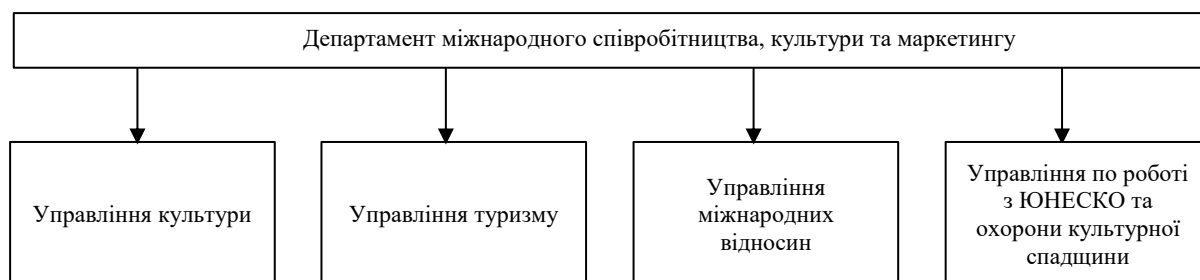 Департамент міжнародного співробітництва, культури та маркетингу
Управління культури
Управління туризму
Управління
міжнародних
відносин
Управління по роботі
з ЮНЕСКО та
охорони культурної
спадщини